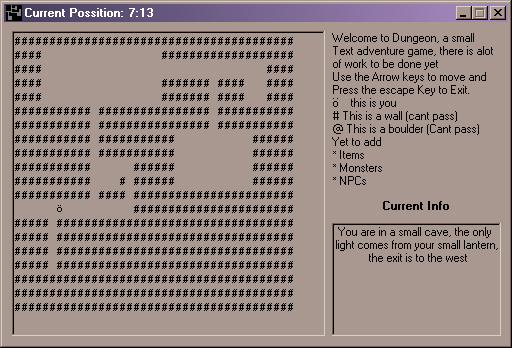 Current Possition: 7:13
########################################
####                 ###################
####                                ####
####                 ####### ####   ####
####                 ####### ####   ####
########### ################ ###########
########### ############################
########### ###########           ######
########### ###########           ######
###########      ######           ######
###########    # ######           ######
########### #### #######################
      ö          #######################
##### ##################################
##### ##################################
##### ##################################
##### ##################################
########################################
########################################
########################################
Welcome to Dungeon, a small
Text adventure game, there is alot
of work to be done yet
Use the Arrow keys to move and
Press the escape Key to Exit.
ö    this is you
# This is a wall (cant pass)
@ This is a boulder (Cant pass)
Yet to add
* Items
* Monsters
* NPCs
Current Info
You are in a small cave, the only
light comes from your small lantern,
the exit is to the west